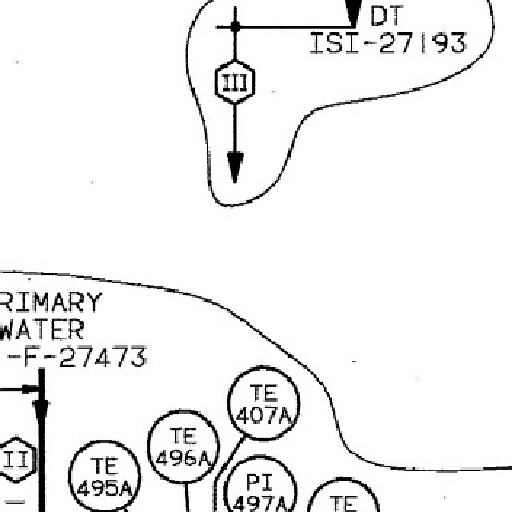 DT
ISI-27193
III
RIMARY
WATER
-F-27473
TE
407A
TE
496A
II
TE
495A
PI
497A
TE